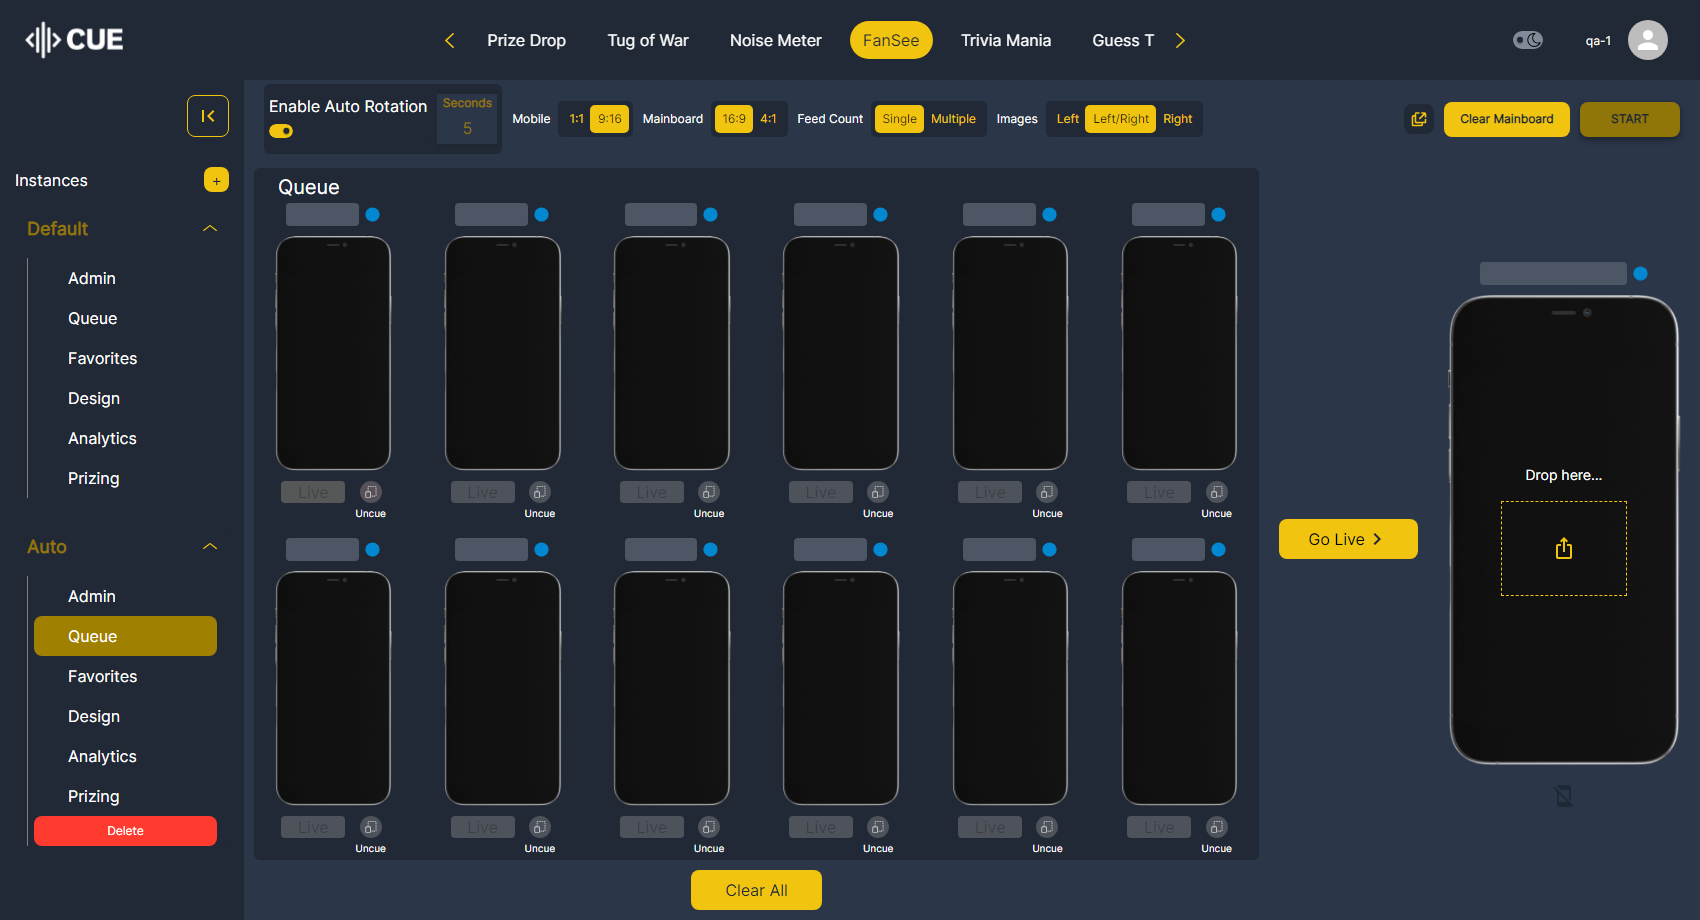 CUE
Prize Drop
Tug of War
Noise Meter
FanSee
Trivia Mania
Guess T
qa-1
Enable Auto Rotation
Seconds
5
Mobile
1:1
9:16
Mainboard
16:9
4:1
Feed Count
Single
Multiple
Images
Left
Left/Right
Right
Clear Mainboard
START
Instances
+
Default
Admin
Queue
Favorites
Design
Analytics
Prizing
Auto
Admin
Queue
Favorites
Design
Analytics
Prizing
Delete
Queue
Live
Live
Live
Live
Live
Live
Uncue
Uncue
Uncue
Uncue
Uncue
Uncue
Live
Live
Live
Live
Live
Live
Uncue
Uncue
Uncue
Uncue
Uncue
Uncue
Clear All
Go Live
Drop here...